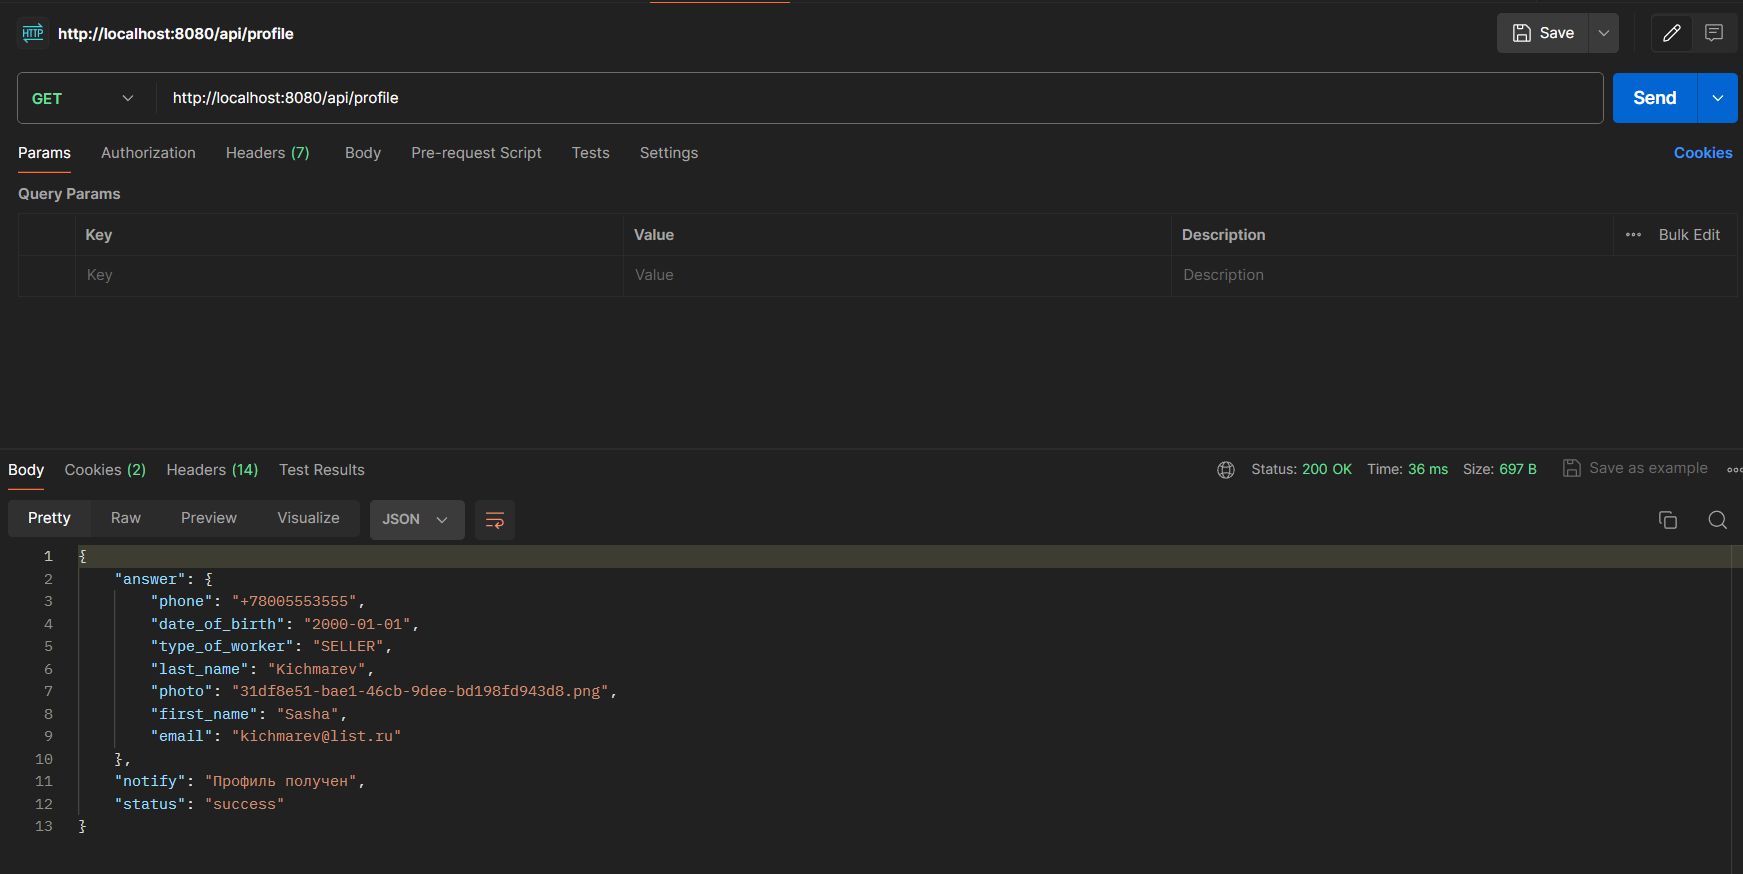 HTTP http://localhost:8080/api/profile Save
GET http://localhost:8080/api/profile Send
Params Authorization Headers (7) Body Pre-request Script Tests Settings Cookies
Query Params
Key Value Description Bulk Edit
Key Value Description
Body Cookies (2) Headers (14) Test Results Status: 200 OK Time: 36 ms Size: 697 B Save as example
Pretty Raw Preview Visualize JSON
1 {
2 "answer": {
3 "phone": "+78005553555",
4 "date_of_birth": "2000-01-01",
5 "type_of_worker": "SELLER",
6 "last_name": "Kichmarev",
7 "photo": "31df8e51-bae1-46cb-9dee-bd198fd943d8.png",
8 "first_name": "Sasha",
9 "email": "kichmarev@list.ru"
10 },
11 "notify": "Профиль получен",
12 "status": "success"
13 }